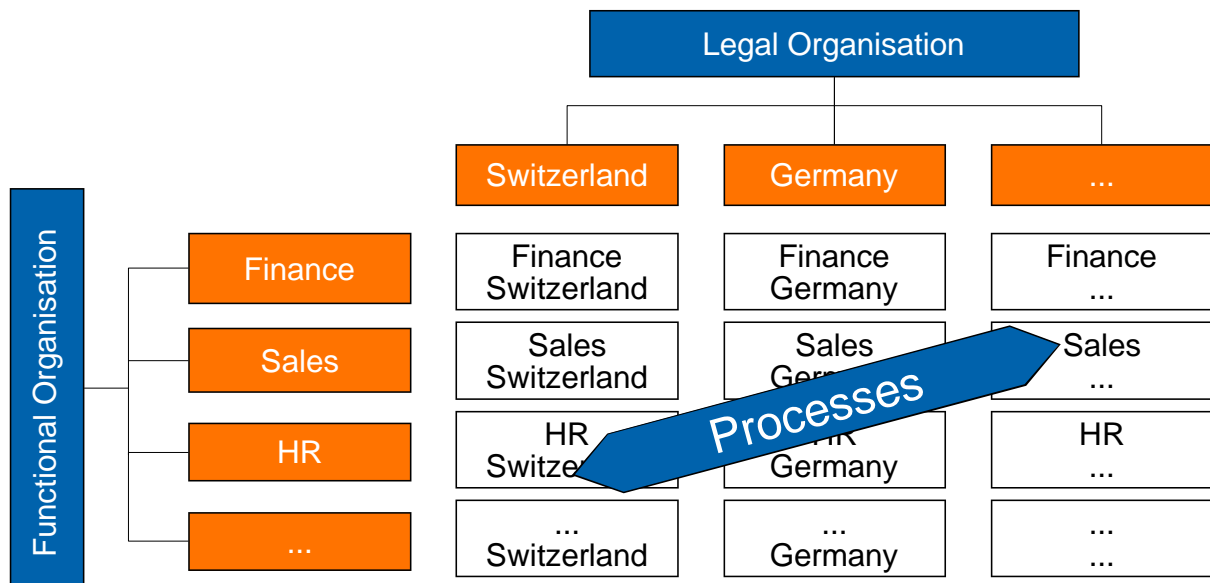 Legal Organisation
Switzerland
Germany
...
Functional Organisation
Finance
Finance
Switzerland
Finance
Germany
Finance
...
Sales
Sales
Switzerland
Sales
Sales
...
Processes
HR
HR
HR
Germany
HR
...
...
...
Switzerland
...
Germany
...
...